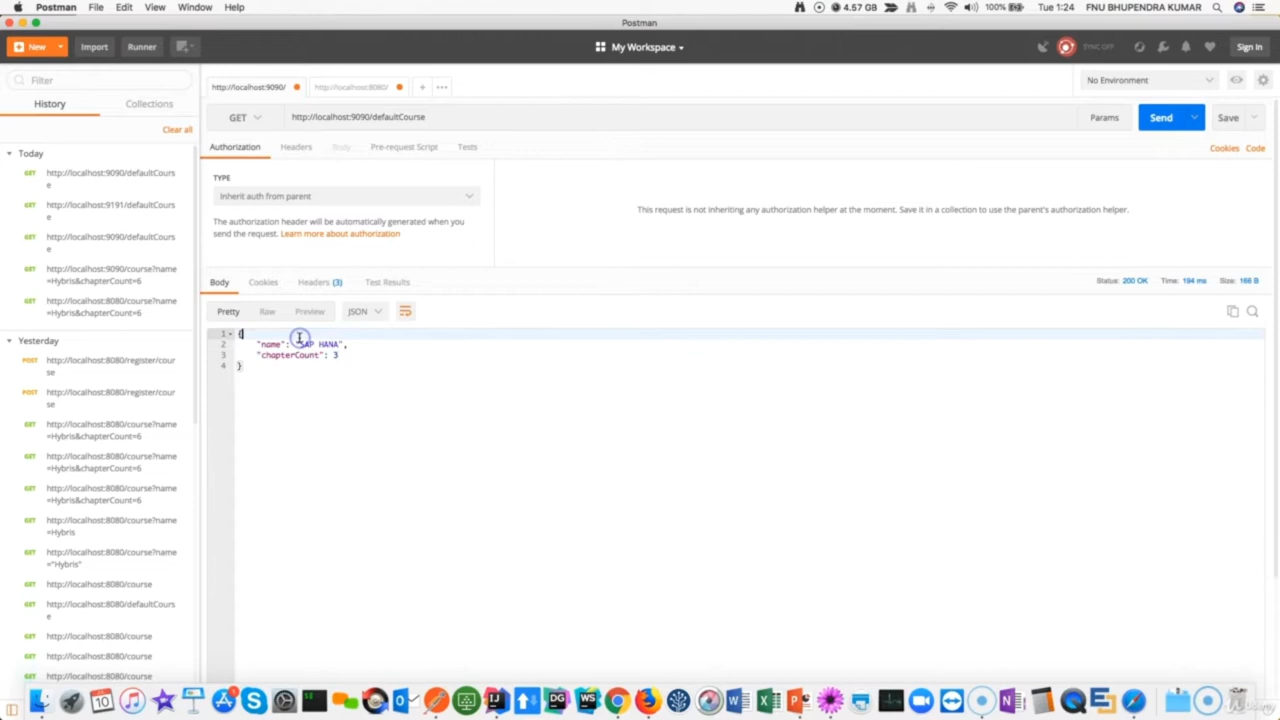 Postman File Edit View Window Help 4.57 GB 100% Tue 1:24 FNU BHUPENDRA KUMAR
Postman
New Import Runner My Workspace SYNC OFF Sign In
Filter
History Collections
Clear all
http://localhost:9090/ http://localhost:8080/ No Environment
GET http://localhost:9090/defaultCourse Params Send Save
Authorization Headers Body Pre-request Script Tests Cookies Code
TYPE
Inherit auth from parent
The authorization header will be automatically generated when you
send the request. Learn more about authorization
This request is not inheriting any authorization helper at the moment. Save it in a collection to use the parent's authorization helper.
Body Cookies Headers (3) Test Results Status: 200 OK Time: 194 ms Size: 166 B
Pretty Raw Preview JSON
1 {
2 "name": "SAP HANA",
3 "chapterCount": 3
4 }
Today
GET http://localhost:9090/defaultCours
e
GET http://localhost:9191/defaultCours
e
GET http://localhost:9090/defaultCours
e
GET http://localhost:9090/course?name
=Hybris&chapterCount=6
GET http://localhost:8080/course?name
=Hybris&chapterCount=6
Yesterday
POST http://localhost:8080/register/cour
se
POST http://localhost:8080/register/cour
se
GET http://localhost:8080/course?name
=Hybris&chapterCount=6
GET http://localhost:8080/course?name
=Hybris&chapterCount=6
GET http://localhost:8080/course?name
=Hybris&chapterCount=6
GET http://localhost:8080/course?name
=Hybris
GET http://localhost:8080/course?name
="Hybris"
GET http://localhost:8080/course
GET http://localhost:8080/defaultCours
e
GET http://localhost:8080/course
GET http://localhost:8080/course
GET http://localhost:8080/course